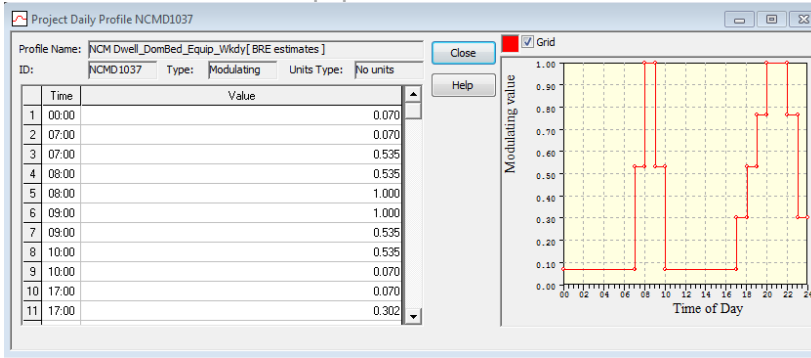 Project Daily Profile NCMD1037
Profile Name: NCM Dwell_DomBed_Equip_Wkdy[ BRE estimates ]
ID: NCMD1037 Type: Modulating Units Type: No units
Close
Help
Time Value
1 00:00 0.070
2 07:00 0.070
3 07:00 0.535
4 08:00 0.535
5 08:00 1.000
6 09:00 1.000
7 09:00 0.535
8 10:00 0.535
9 10:00 0.070
10 17:00 0.070
11 17:00 0.302
Grid
Modulating value
1.00
0.90
0.80
0.70
0.60
0.50
0.40
0.30
0.20
0.10
0.00
00 02 04 06 08 10 12 14 16 18 20 22 24
Time of Day